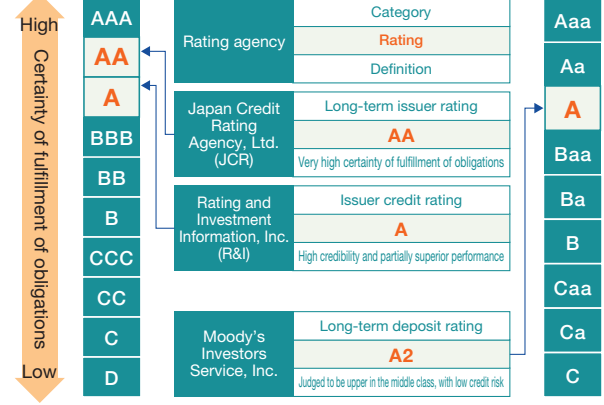 High
Certainty of fulfillment of obligations
Low
AAA
AA
A
BBB
BB
B
CCC
CC
C
D
Rating agency
Category
Rating
Definition
Japan Credit
Rating
Agency, Ltd.
(JCR)
Long-term issuer rating
AA
Very high certainty of fulfillment of obligations
Rating and
Investment
Information, Inc.
(R&I)
Issuer credit rating
A
High credibility and partially superior performance
Moody's
Investors
Service, Inc.
Long-term deposit rating
A2
Judged to be upper in the middle class, with low credit risk
Aaa
Aa
A
Baa
Ba
B
Caa
Ca
C